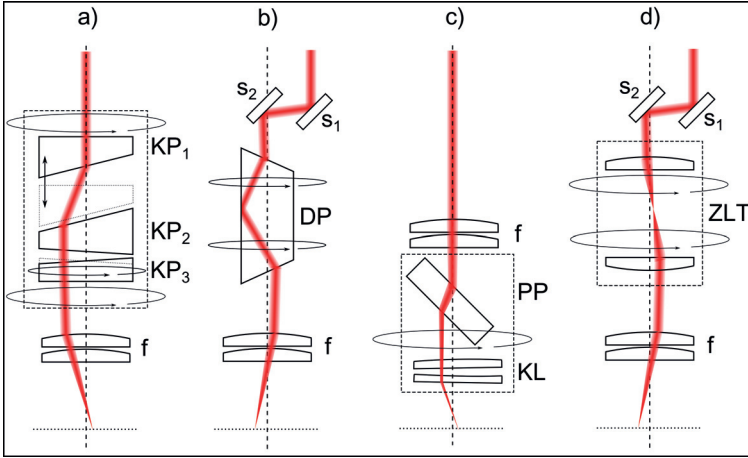 a)
KP1
KP2
KP3
f
b)
s2
s1
DP
f
c)
f
PP
KL
d)
s2
s1
ZLT
f